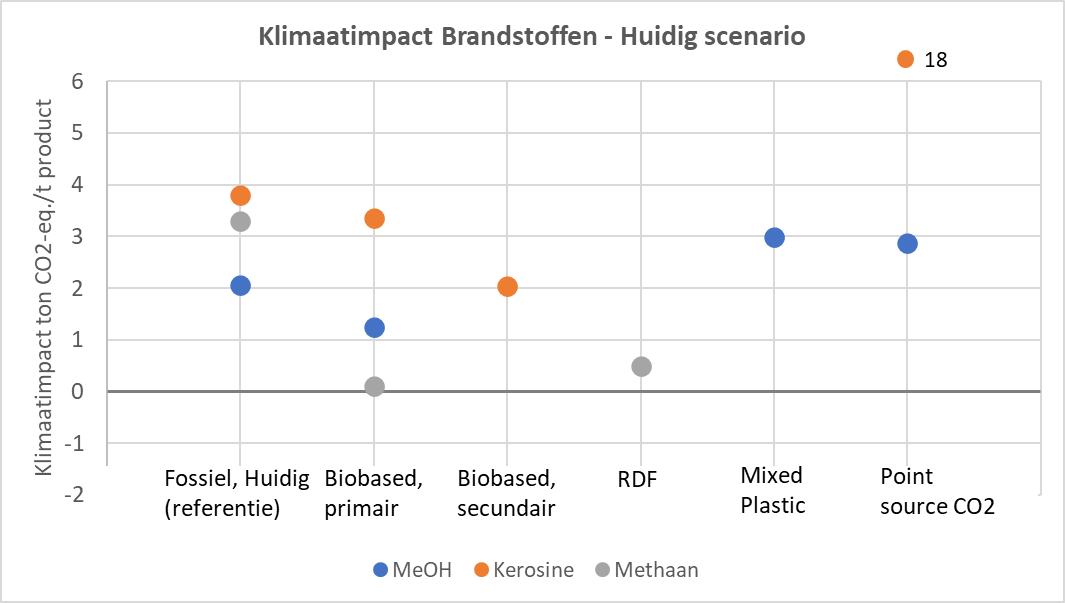 Klimaatimpact Brandstoffen - Huidig scenario
18
6
5
4
3
2
1
0
-1
-2
Klimaatimpact ton CO2-eq./t product
Fossiel, Huidig
(referentie)
Biobased,
primair
Biobased,
secundair
RDF
Mixed
Plastic
Point
source CO2
MeOH
Kerosine
Methaan